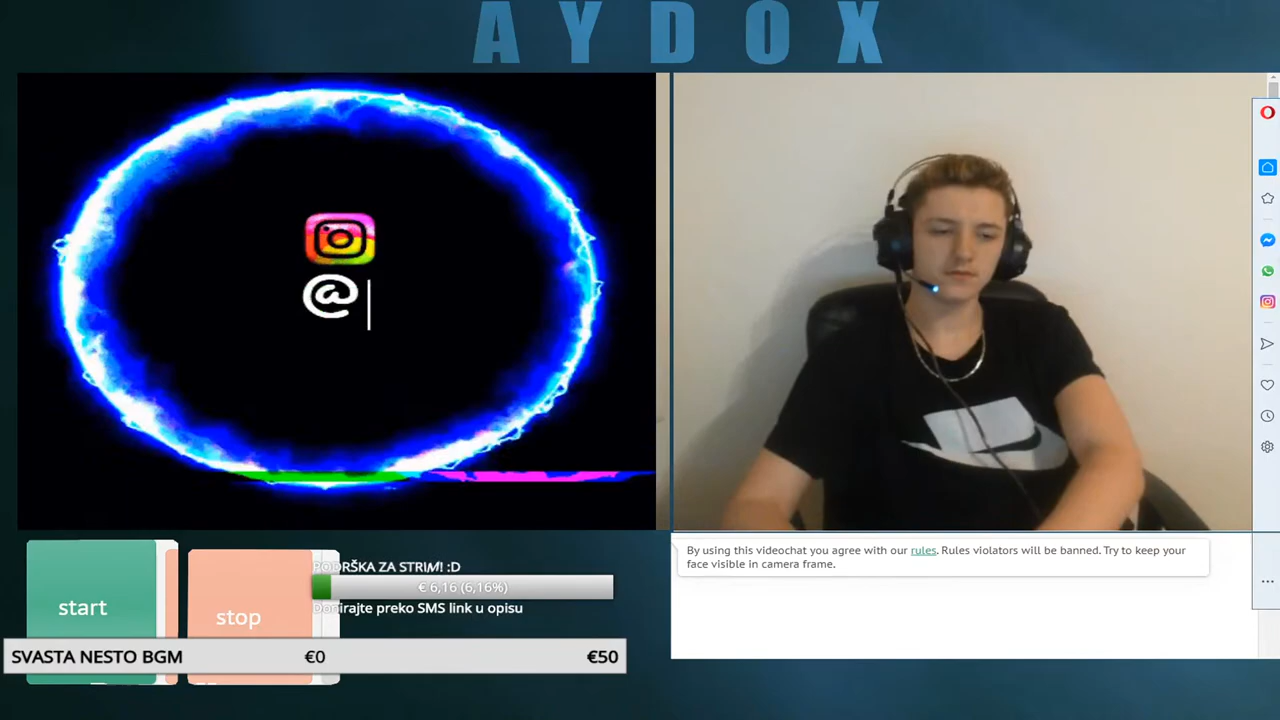 AYDOX
@
By using this videochat you agree with our rules. Rules violators will be banned. Try to keep your
face visible in camera frame.
start
stop
PODRŠKA ZA STRIM! :D
€ 6,16 (6,16%)
Donirajte preko SMS link u opisu
SVASTA NESTO BGM €0 €50